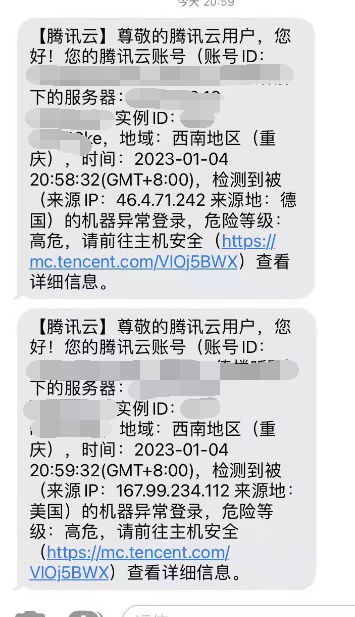 今天 20:59
【腾讯云】尊敬的腾讯云用户，您
好！您的腾讯云账号（账号ID：
下的服务器：
实例ID：
ke，地域：西南地区（重
庆），时间：2023-01-04
20:58:32(GMT+8:00)，检测到被
（来源IP：46.4.71.242 来源地：德
国）的机器异常登录，危险等级：
高危，请前往主机安全（https://
mc.tencent.com/VlOj5BWX）查看
详细信息。
【腾讯云】尊敬的腾讯云用户，您
好！您的腾讯云账号（账号ID：
下的服务器：
实例ID：
地域：西南地区（重
庆），时间：2023-01-04
20:59:32(GMT+8:00)，检测到被
（来源IP：167.99.234.112 来源地：
美国）的机器异常登录，危险等
级：高危，请前往主机安全
（https://mc.tencent.com/
VlOj5BWX）查看详细信息。